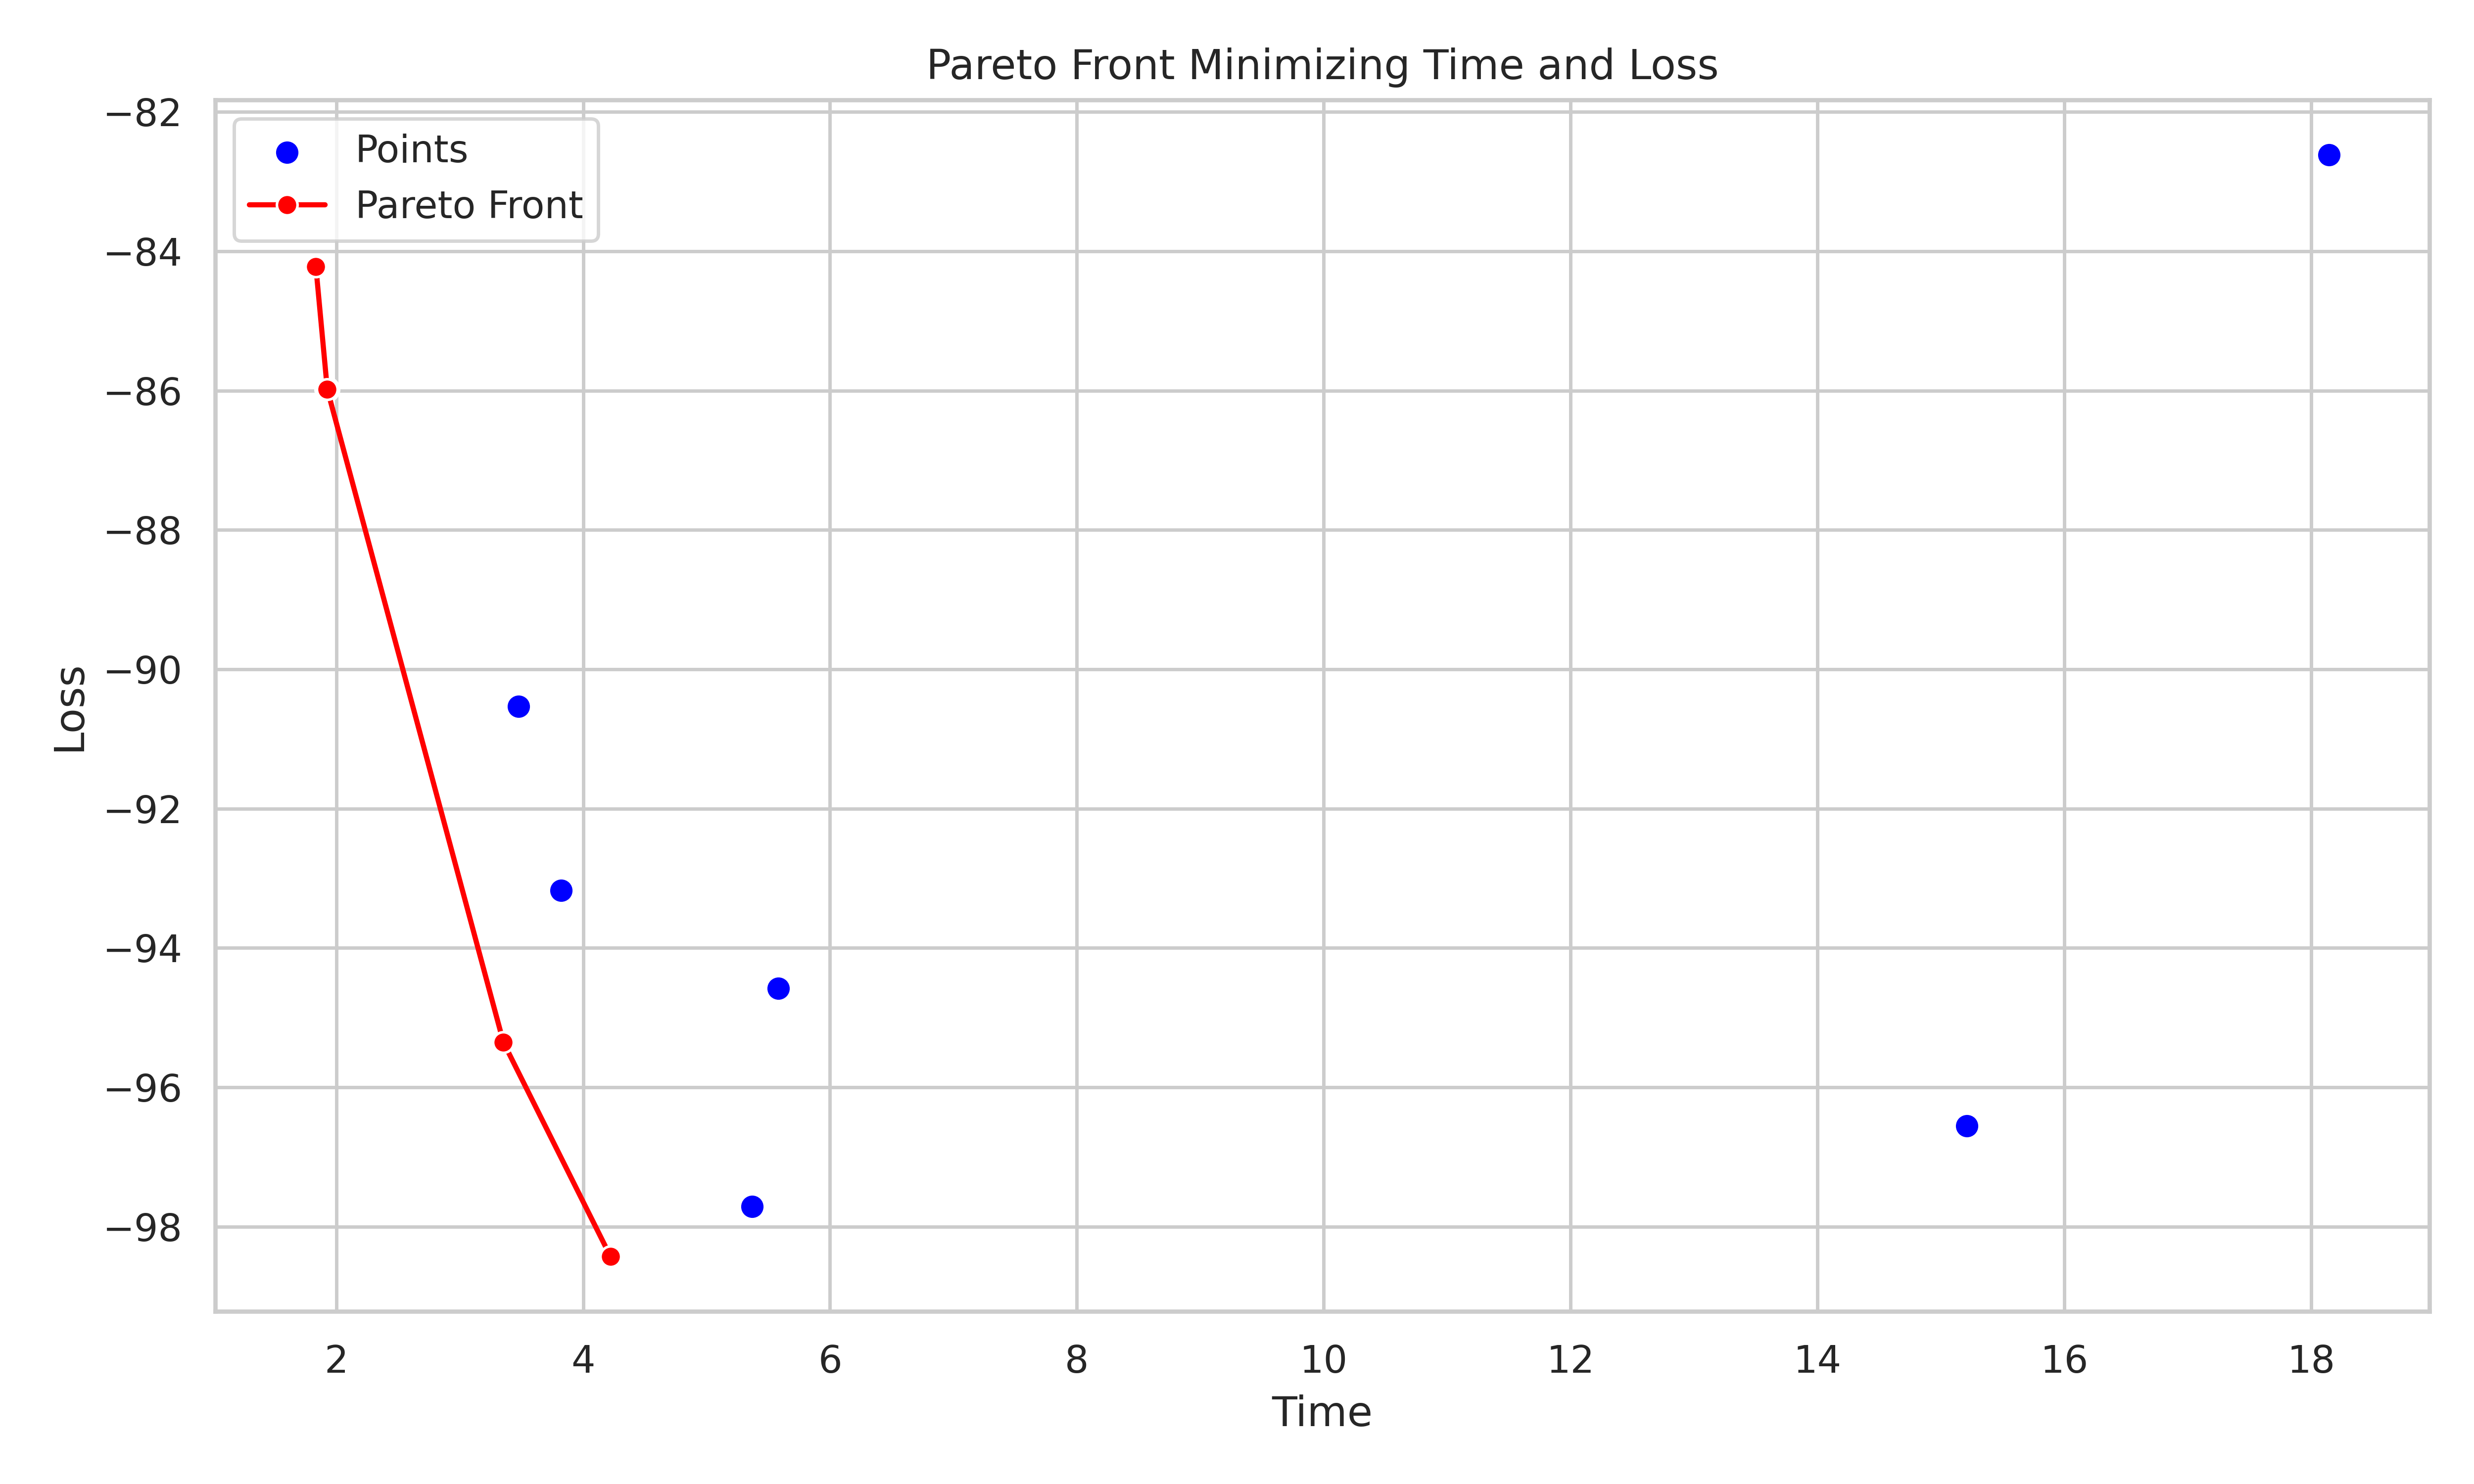 Pareto Front Minimizing Time and Loss
Points
Pareto Front
−82
−84
−86
−88
−90
−92
−94
−96
−98
Loss
2 4 6 8 10 12 14 16 18
Time